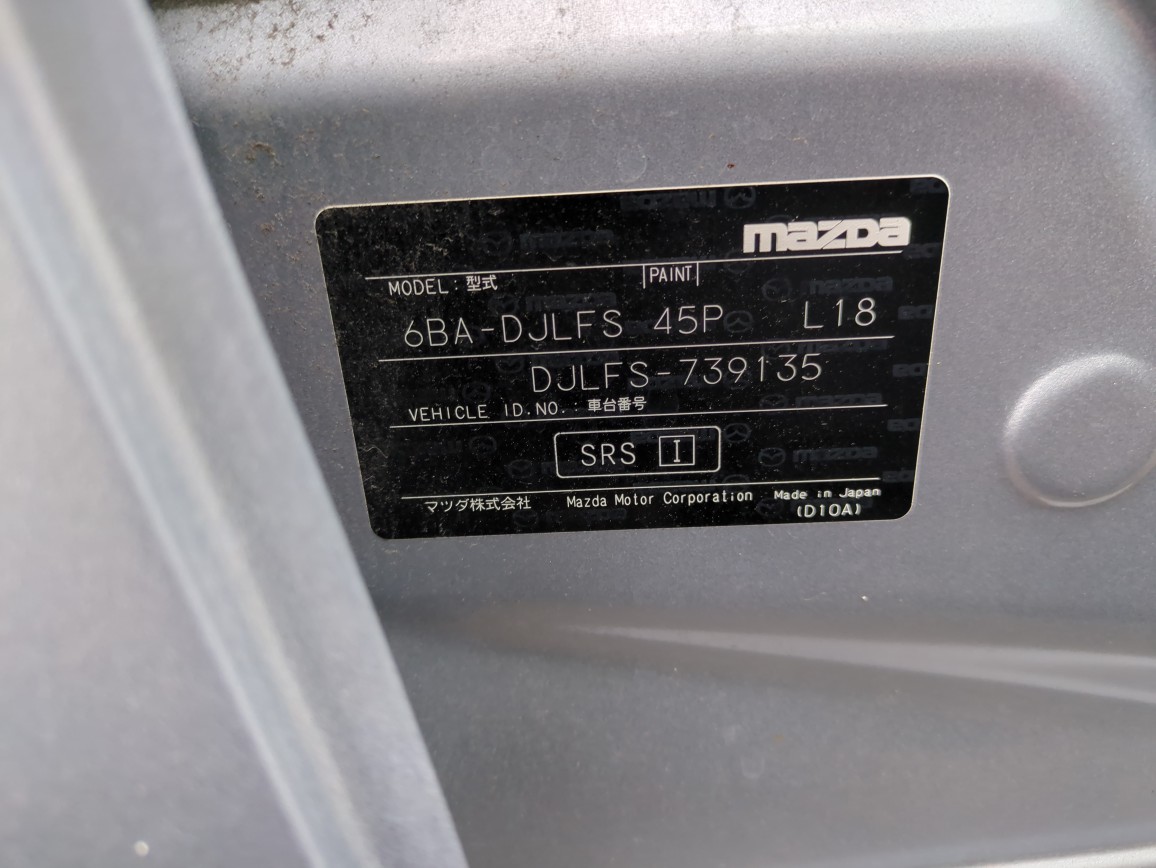 mazda
MODEL : 型式 |PAINT|
6BA-DJLFS 45P L18
DJLFS-739135
VEHICLE ID.NO. : 車台番号
SRS I
マツダ株式会社 Mazda Motor Corporation Made in Japan
(D10A)